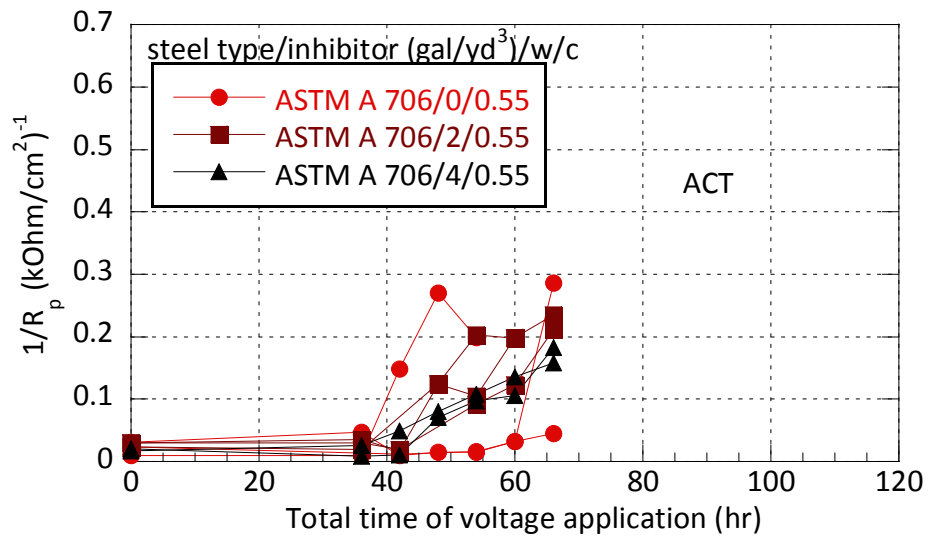 0.7
steel type/inhibitor (gal/yd³)/w/c
0.6
ASTM A 706/0/0.55
ASTM A 706/2/0.55
0.5
ASTM A 706/4/0.55
ACT
0.4
0.3
0.2
0.1
0
1/R_p (kOhm/cm²)⁻¹
0 20 40 60 80 100 120
Total time of voltage application (hr)